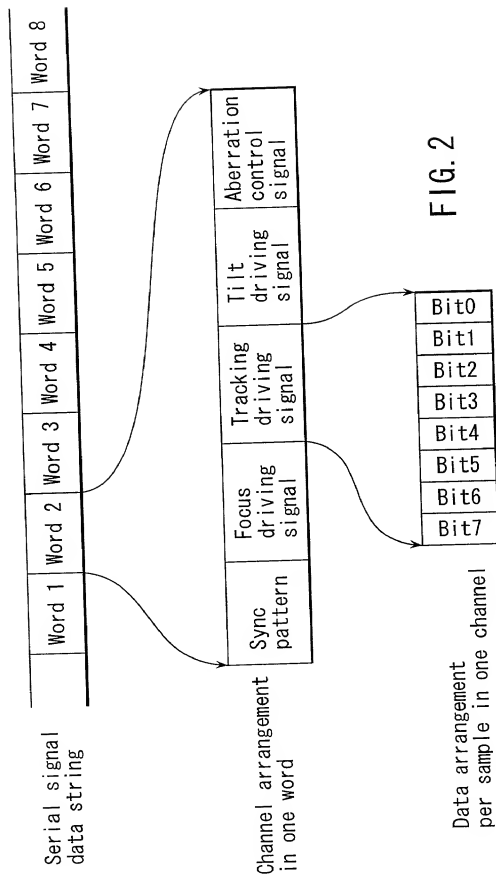 Serial signal
data string
Word 1 Word 2 Word 3 Word 4 Word 5 Word 6 Word 7 Word 8
Channel arrangement
in one word
Sync
pattern
Focus
driving
signal
Tracking
driving
signal
Tilt
driving
signal
Aberration
control
signal
Data arrangement
per sample in one channel
Bit7 Bit6 Bit5 Bit4 Bit3 Bit2 Bit1 Bit0
FIG. 2